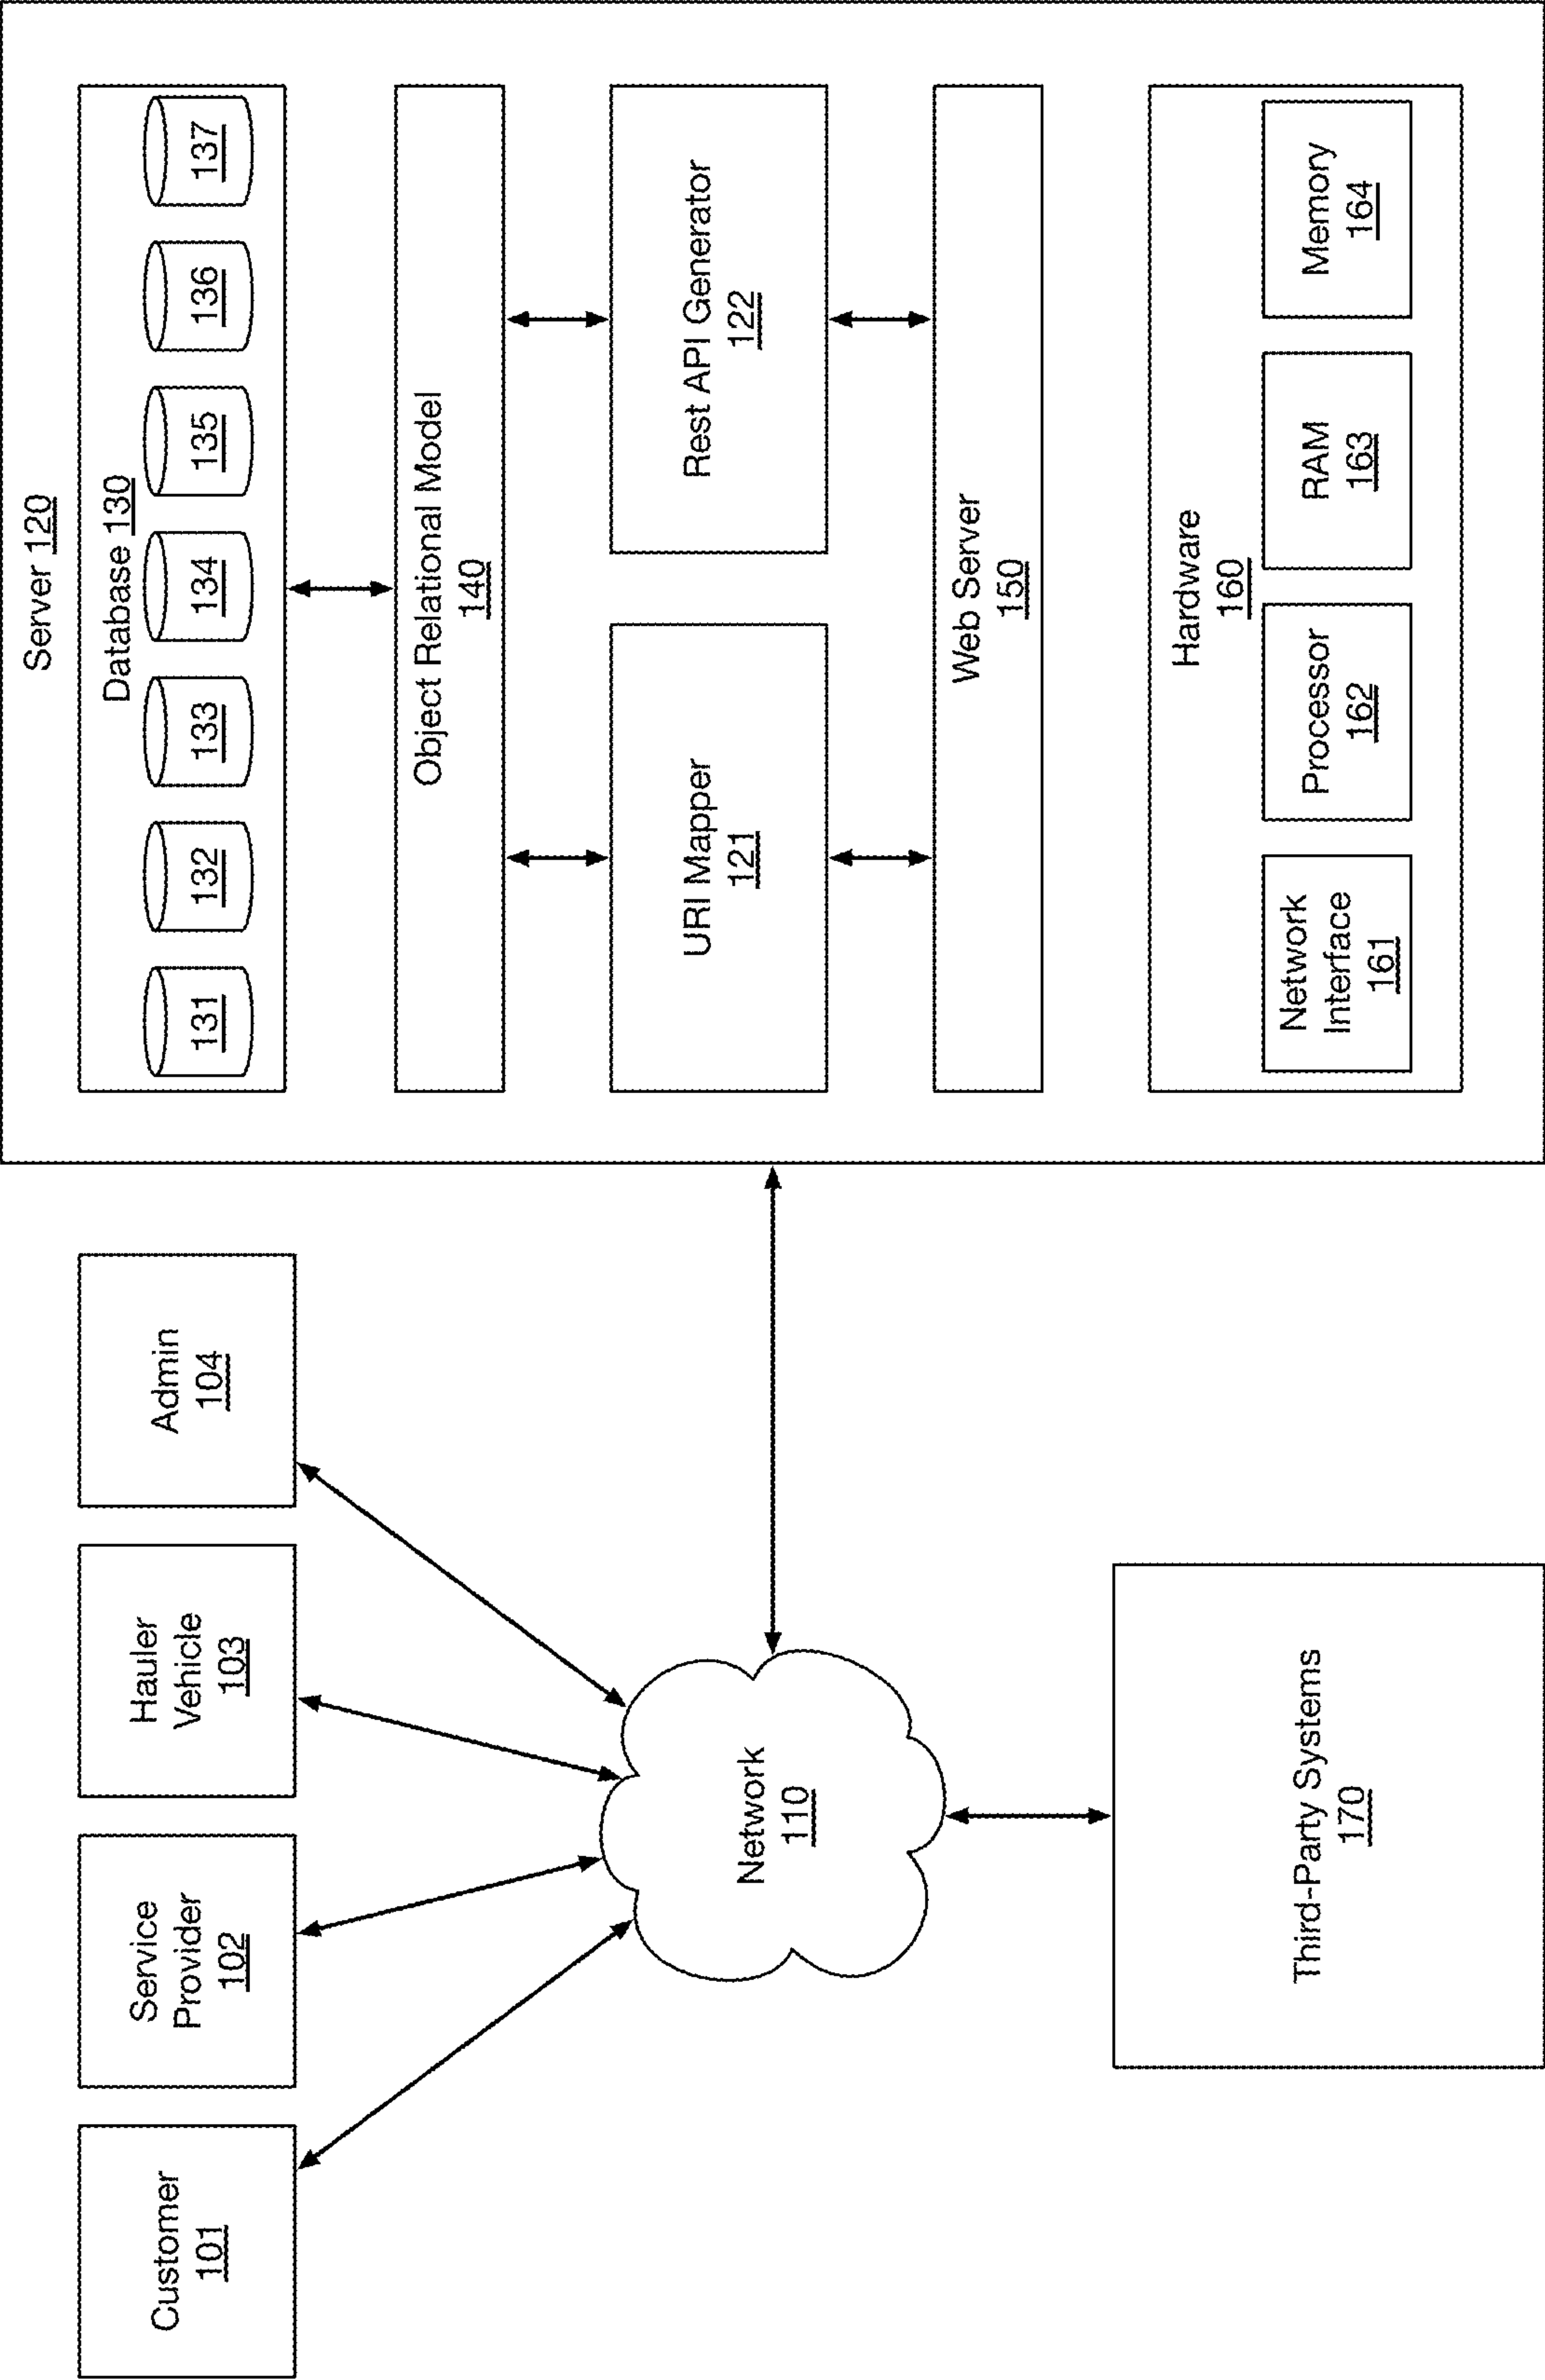 Customer
101
Service
Provider
102
Hauler
Vehicle
103
Admin
104
Network
110
Third-Party Systems
170
Server 120
Database 130
131
132
133
134
135
136
137
Object Relational Model
140
URI Mapper
121
Rest API Generator
122
Web Server
150
Hardware
160
Network
Interface
161
Processor
162
RAM
163
Memory
164